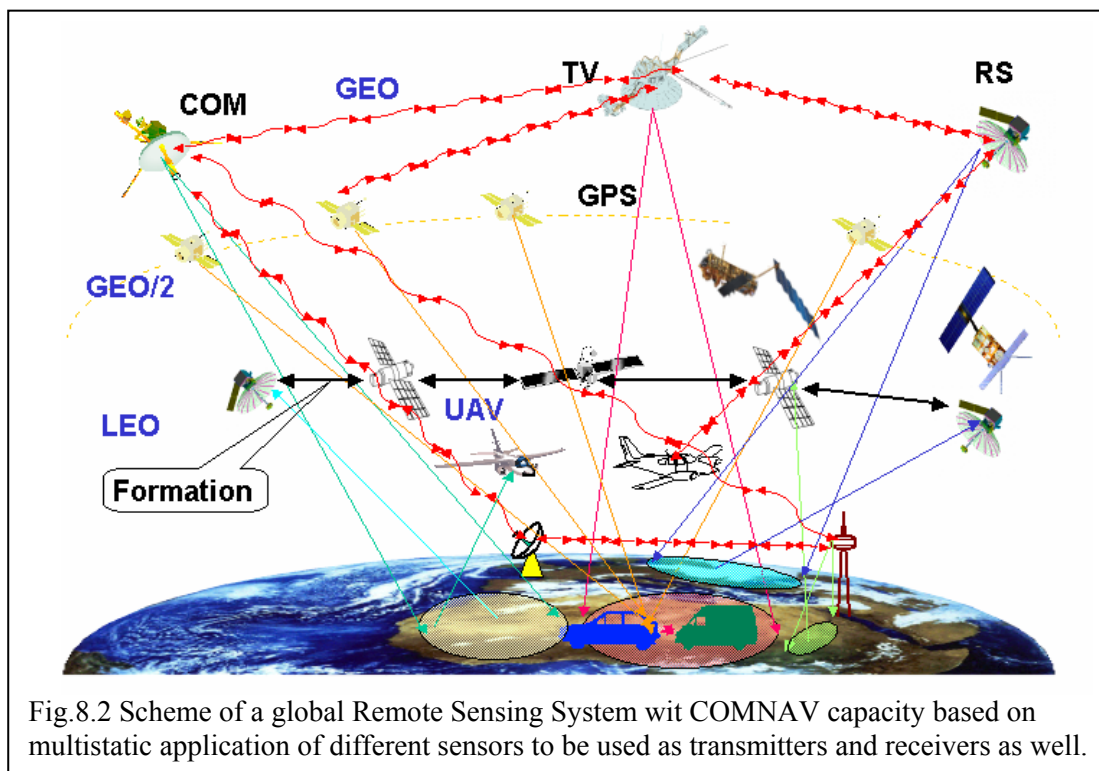 TV
RS
GEO
COM
GPS
GEO/2
UAV
LEO
Formation
Fig.8.2 Scheme of a global Remote Sensing System wit COMNAV capacity based on
multistatic application of different sensors to be used as transmitters and receivers as well.